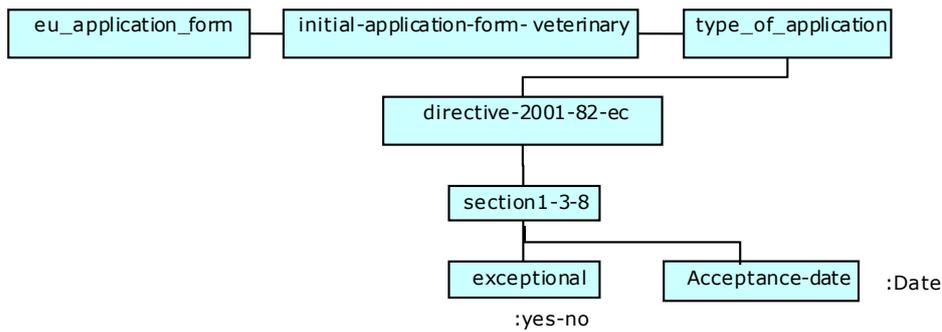 eu_application_form
initial-application-form- veterinary
type_of_application
directive-2001-82-ec
section1-3-8
exceptional
Acceptance-date
:Date
:yes-no